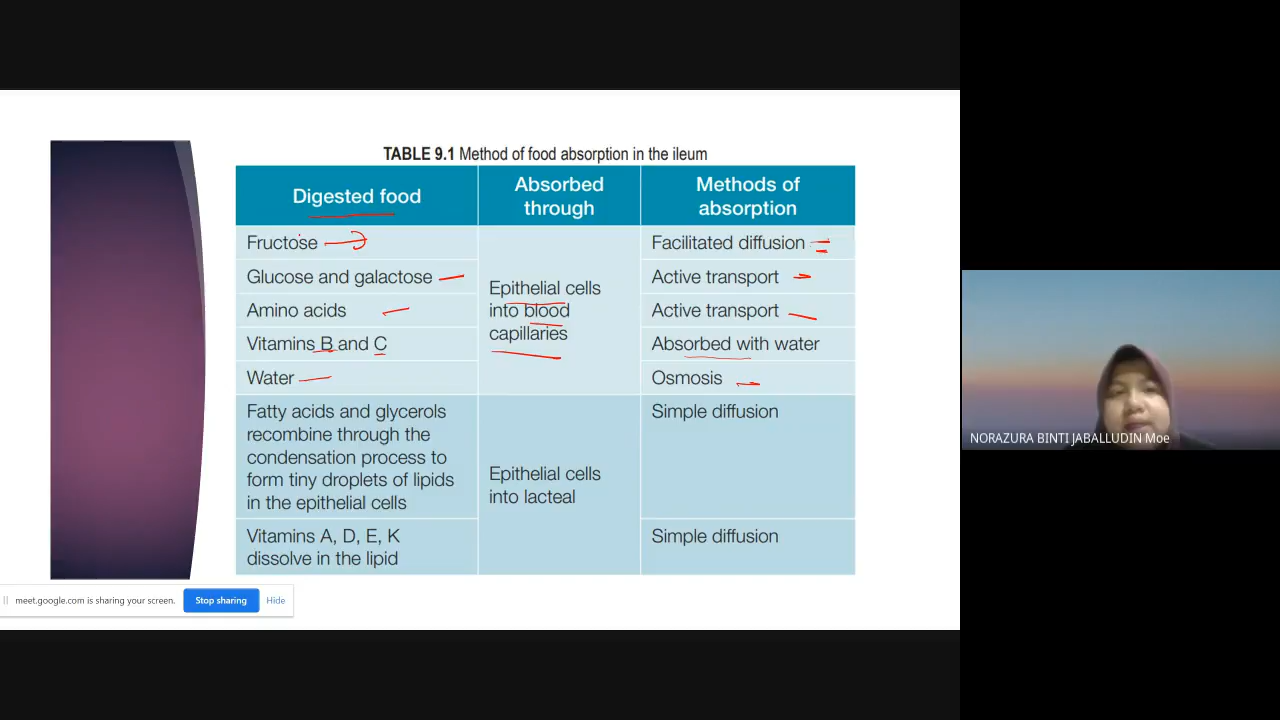 TABLE 9.1 Method of food absorption in the ileum
Digested food
Absorbed
through
Methods of
absorption
Fructose
Facilitated diffusion
Glucose and galactose
Active transport
Amino acids
Active transport
Vitamins B and C
Absorbed with water
Water
Osmosis
Epithelial cells
into blood
capillaries
Fatty acids and glycerols
recombine through the
condensation process to
form tiny droplets of lipids
in the epithelial cells
Simple diffusion
Epithelial cells
into lacteal
Vitamins A, D, E, K
dissolve in the lipid
Simple diffusion
meet.google.com is sharing your screen.
Stop sharing
Hide
NORAZURA BINTI JABALLUDIN Moe